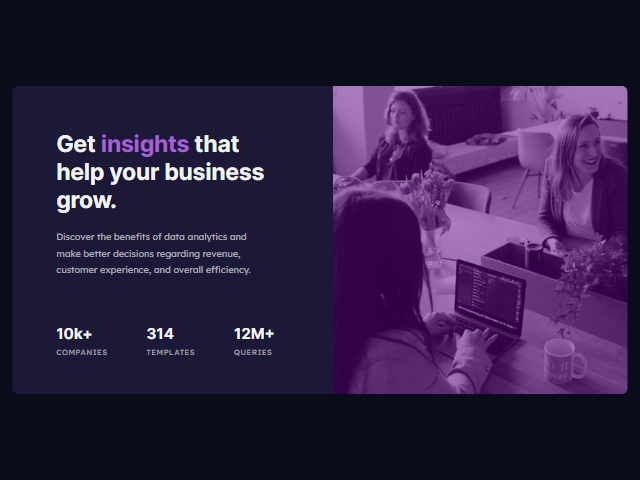 Get insights that
help your business
grow.
Discover the benefits of data analytics and
make better decisions regarding revenue,
customer experience, and overall efficiency.
10k+ 314 12M+
COMPANIES TEMPLATES QUERIES